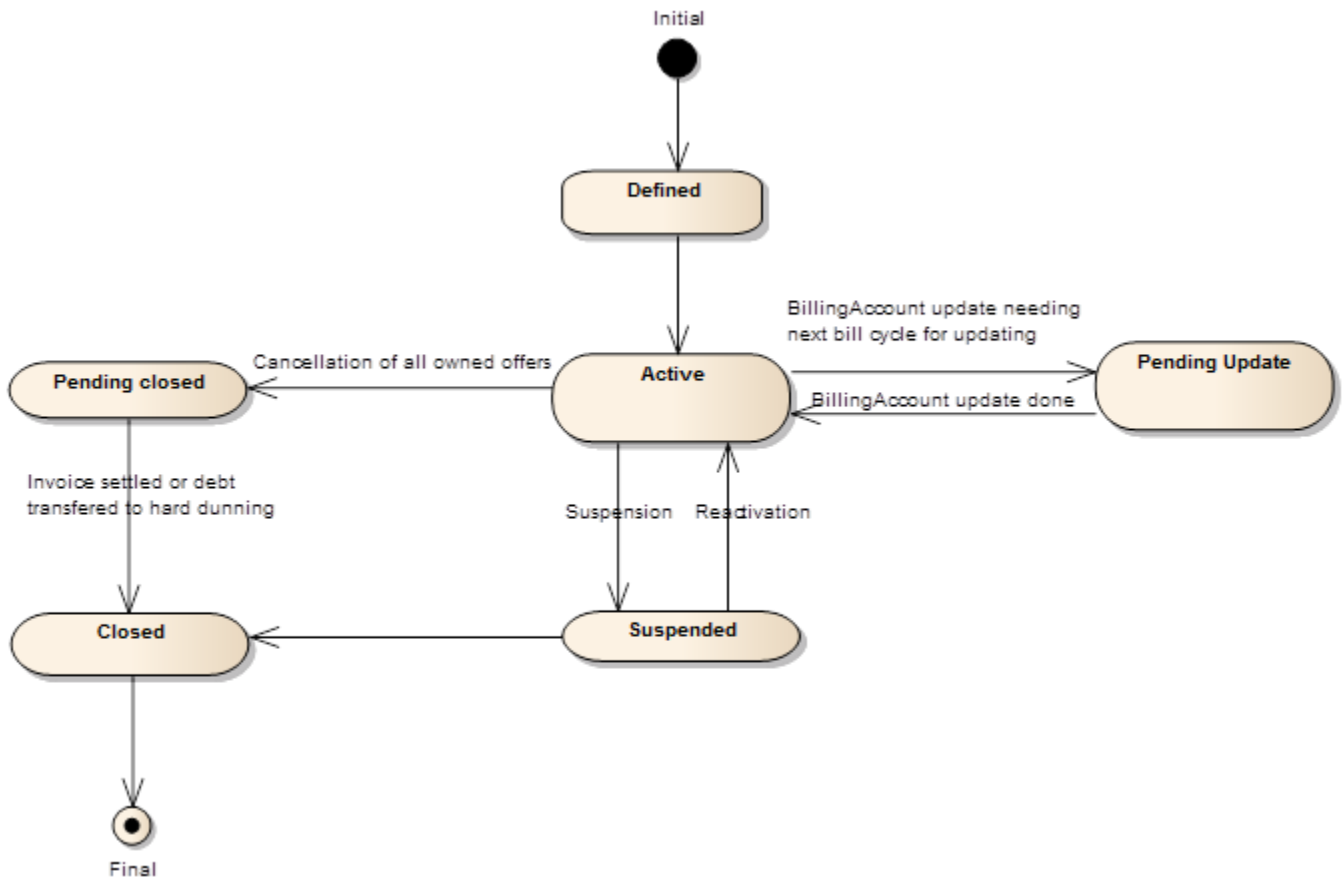 Initial
Defined
BillingAccount update needing
next bill cycle for updating
Cancellation of all owned offers
Pending closed
Active
Pending Update
BillingAccount update done
Invoice settled or debt
transfered to hard dunning
Suspension
Reactivation
Closed
Suspended
Final